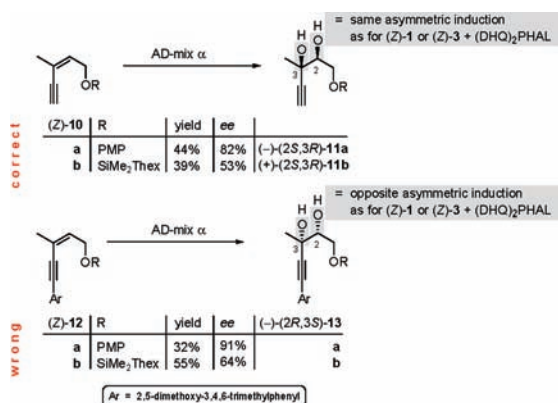 correct
AD-mix α
OR
H
O
H
O
3
2
OR
= same asymmetric induction
as for (Z)-1 or (Z)-3 + (DHQ)2PHAL
(Z)-10 R yield ee
a PMP 44% 82% (–)-(2S,3R)-11a
b SiMe2Thex 39% 53% (+)-(2S,3R)-11b
wrong
AD-mix α
OR
Ar
H
O
H
O
3
2
OR
Ar
= opposite asymmetric induction
as for (Z)-1 or (Z)-3 + (DHQ)2PHAL
(Z)-12 R yield ee (–)-(2R,3S)-13
a PMP 32% 91% a
b SiMe2Thex 55% 64% b
Ar = 2,5-dimethoxy-3,4,6-trimethylphenyl